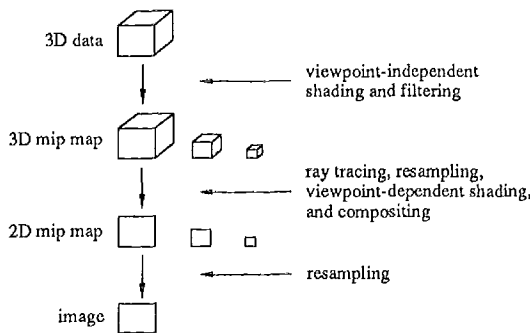 3D data
viewpoint-independent
shading and filtering
3D mip map
ray tracing, resampling,
viewpoint-dependent shading,
and compositing
2D mip map
resampling
image